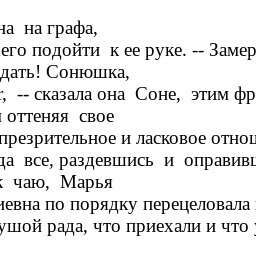 на на графа,
его подойти к ее руке. -- Замер
дать! Сонюшка,
, -- сказала она Соне, этим фр
оттеняя свое
презрительное и ласковое отнош
да все, раздевшись и оправивш
к чаю, Марья
иевна по порядку перецеловала
ушой рада, что приехали и что